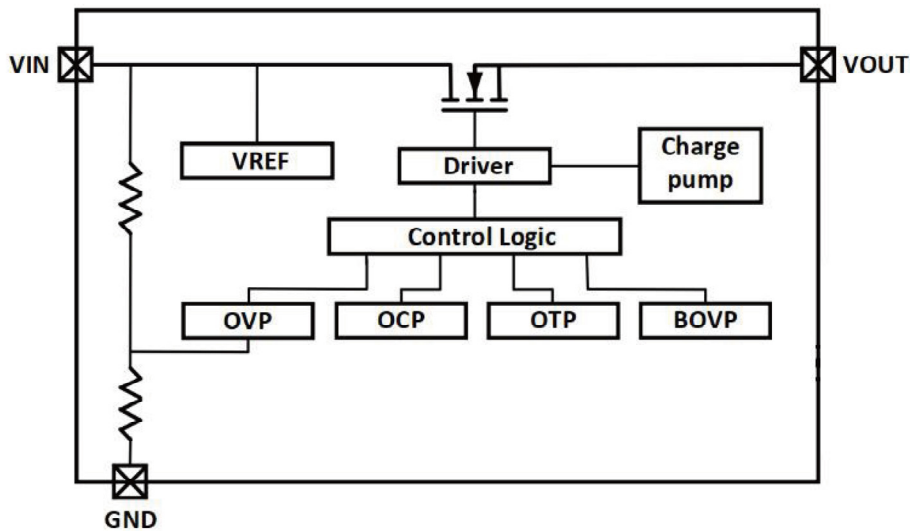 VIN
VOUT
VREF
Driver
Charge
pump
Control Logic
OVP
OCP
OTP
BOVP
GND